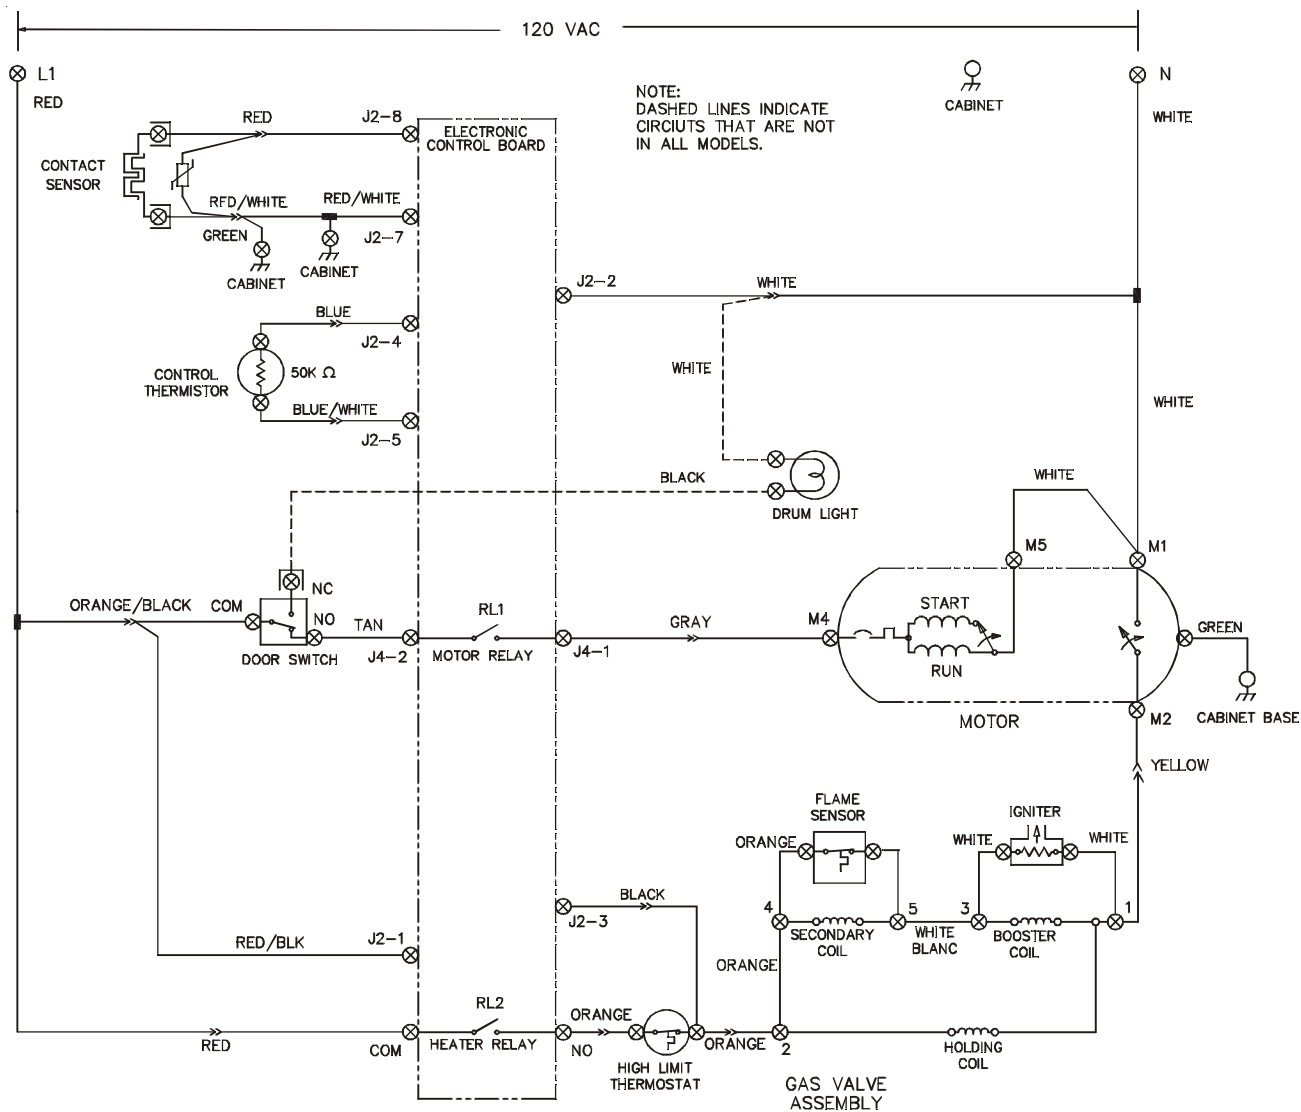 120 VAC
L1
N
RED
CABINET
WHITE
NOTE:
DASHED LINES INDICATE
CIRCIUTS THAT ARE NOT
IN ALL MODELS.
RED
J2-8
ELECTRONIC
CONTROL BOARD
CONTACT
SENSOR
RFD/WHITE
RED/WHITE
GREEN
J2-7
CABINET
CABINET
J2-2
WHITE
BLUE
J2-4
CONTROL
THERMISTOR
50K Ω
WHITE
WHITE
BLUE/WHITE
J2-5
BLACK
DRUM LIGHT
WHITE
M5
M1
NC
ORANGE/BLACK
COM
NO
TAN
RL1
GRAY
M4
START
GREEN
DOOR SWITCH
J4-2
MOTOR RELAY
J4-1
RUN
MOTOR
M2
CABINET BASE
YELLOW
FLAME
SENSOR
IGNITER
ORANGE
WHITE
WHITE
BLACK
J2-3
4
5
3
1
SECONDARY
COIL
WHITE
BLANC
BOOSTER
COIL
RED/BLK
J2-1
ORANGE
RL2
ORANGE
RED
COM
HEATER RELAY
NO
ORANGE
2
HOLDING
COIL
HIGH LIMIT
THERMOSTAT
GAS VALVE
ASSEMBLY